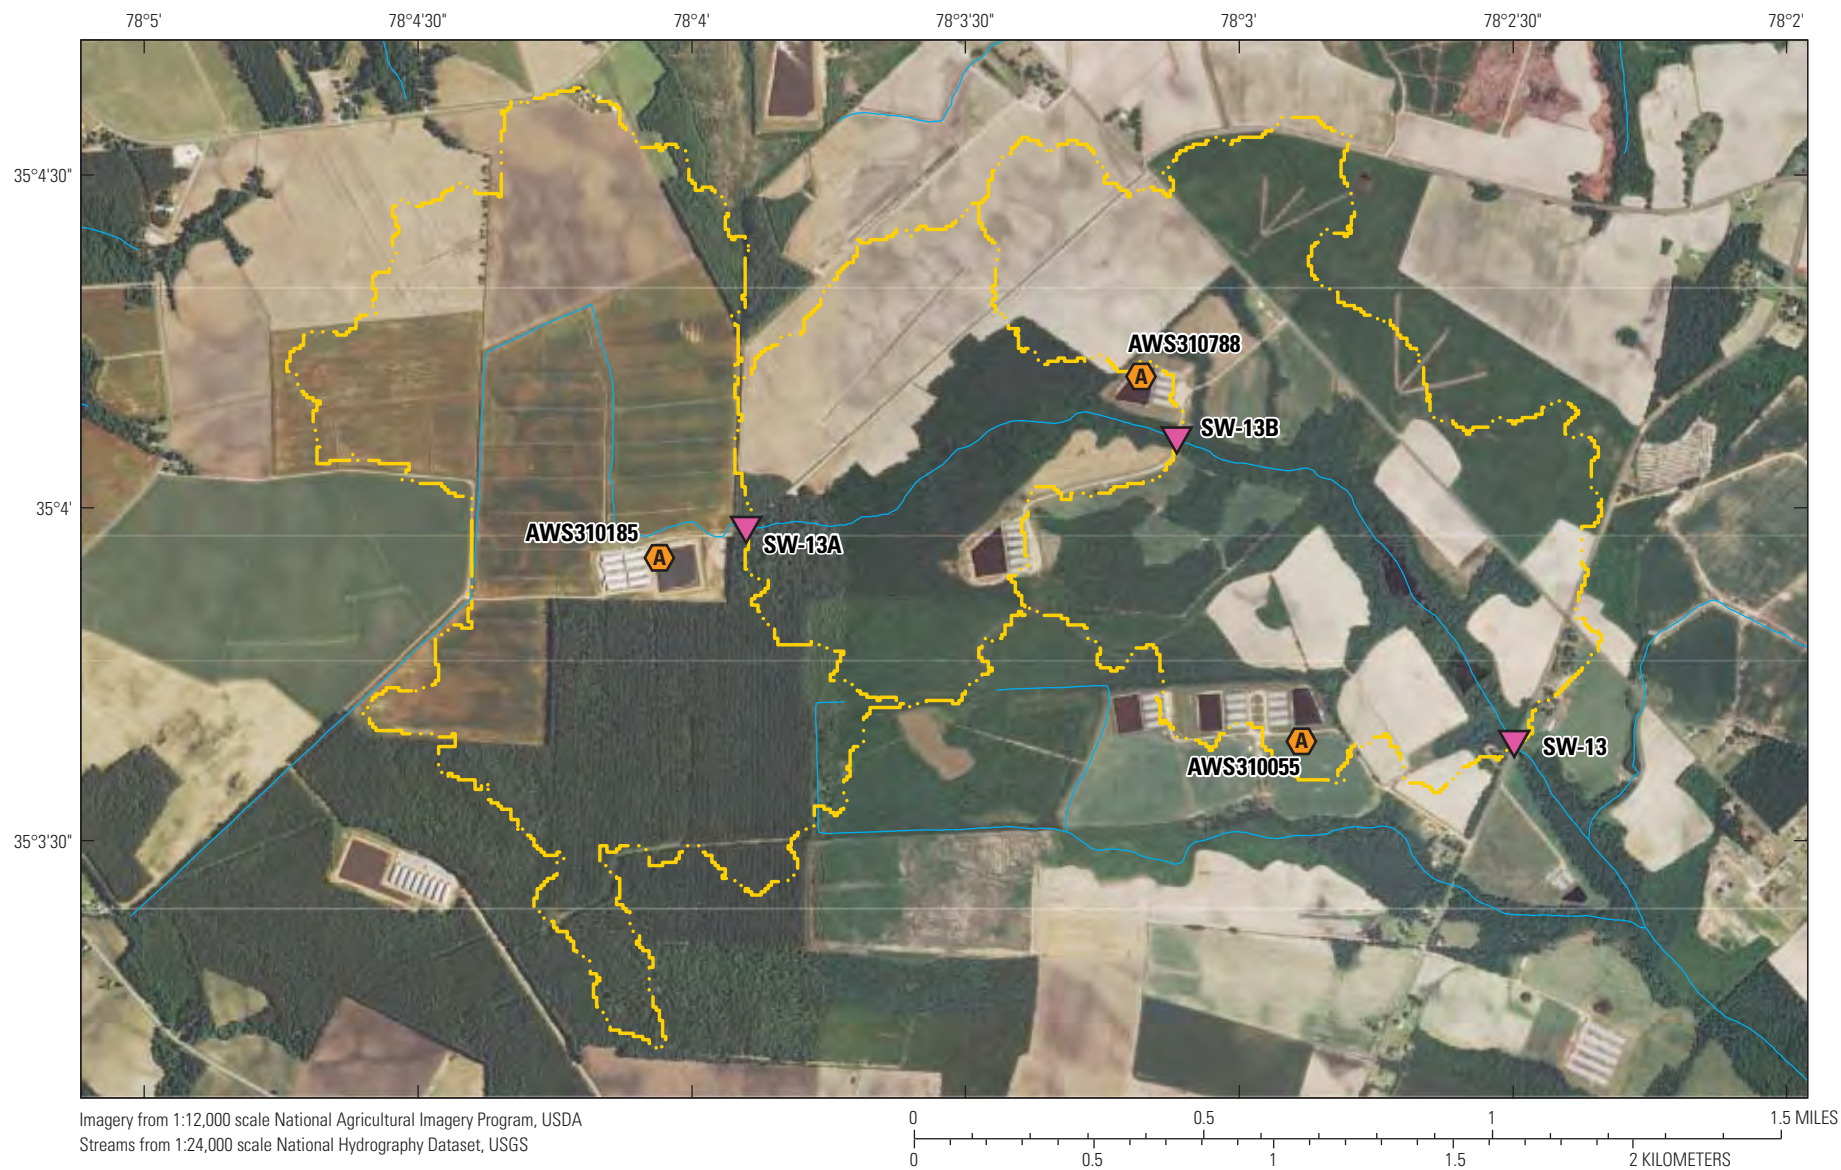 78°5' 78°4'30" 78°4' 78°3'30" 78°3' 78°2'30" 78°2'
35°4'30"
AWS310788
A
SW-13B
35°4'
AWS310185
A
SW-13A
SW-13
A
AWS310055
35°3'30"
Imagery from 1:12,000 scale National Agricultural Imagery Program, USDA
Streams from 1:24,000 scale National Hydrography Dataset, USGS
0 0.5 1 1.5 MILES
0 0.5 1 1.5 2 KILOMETERS